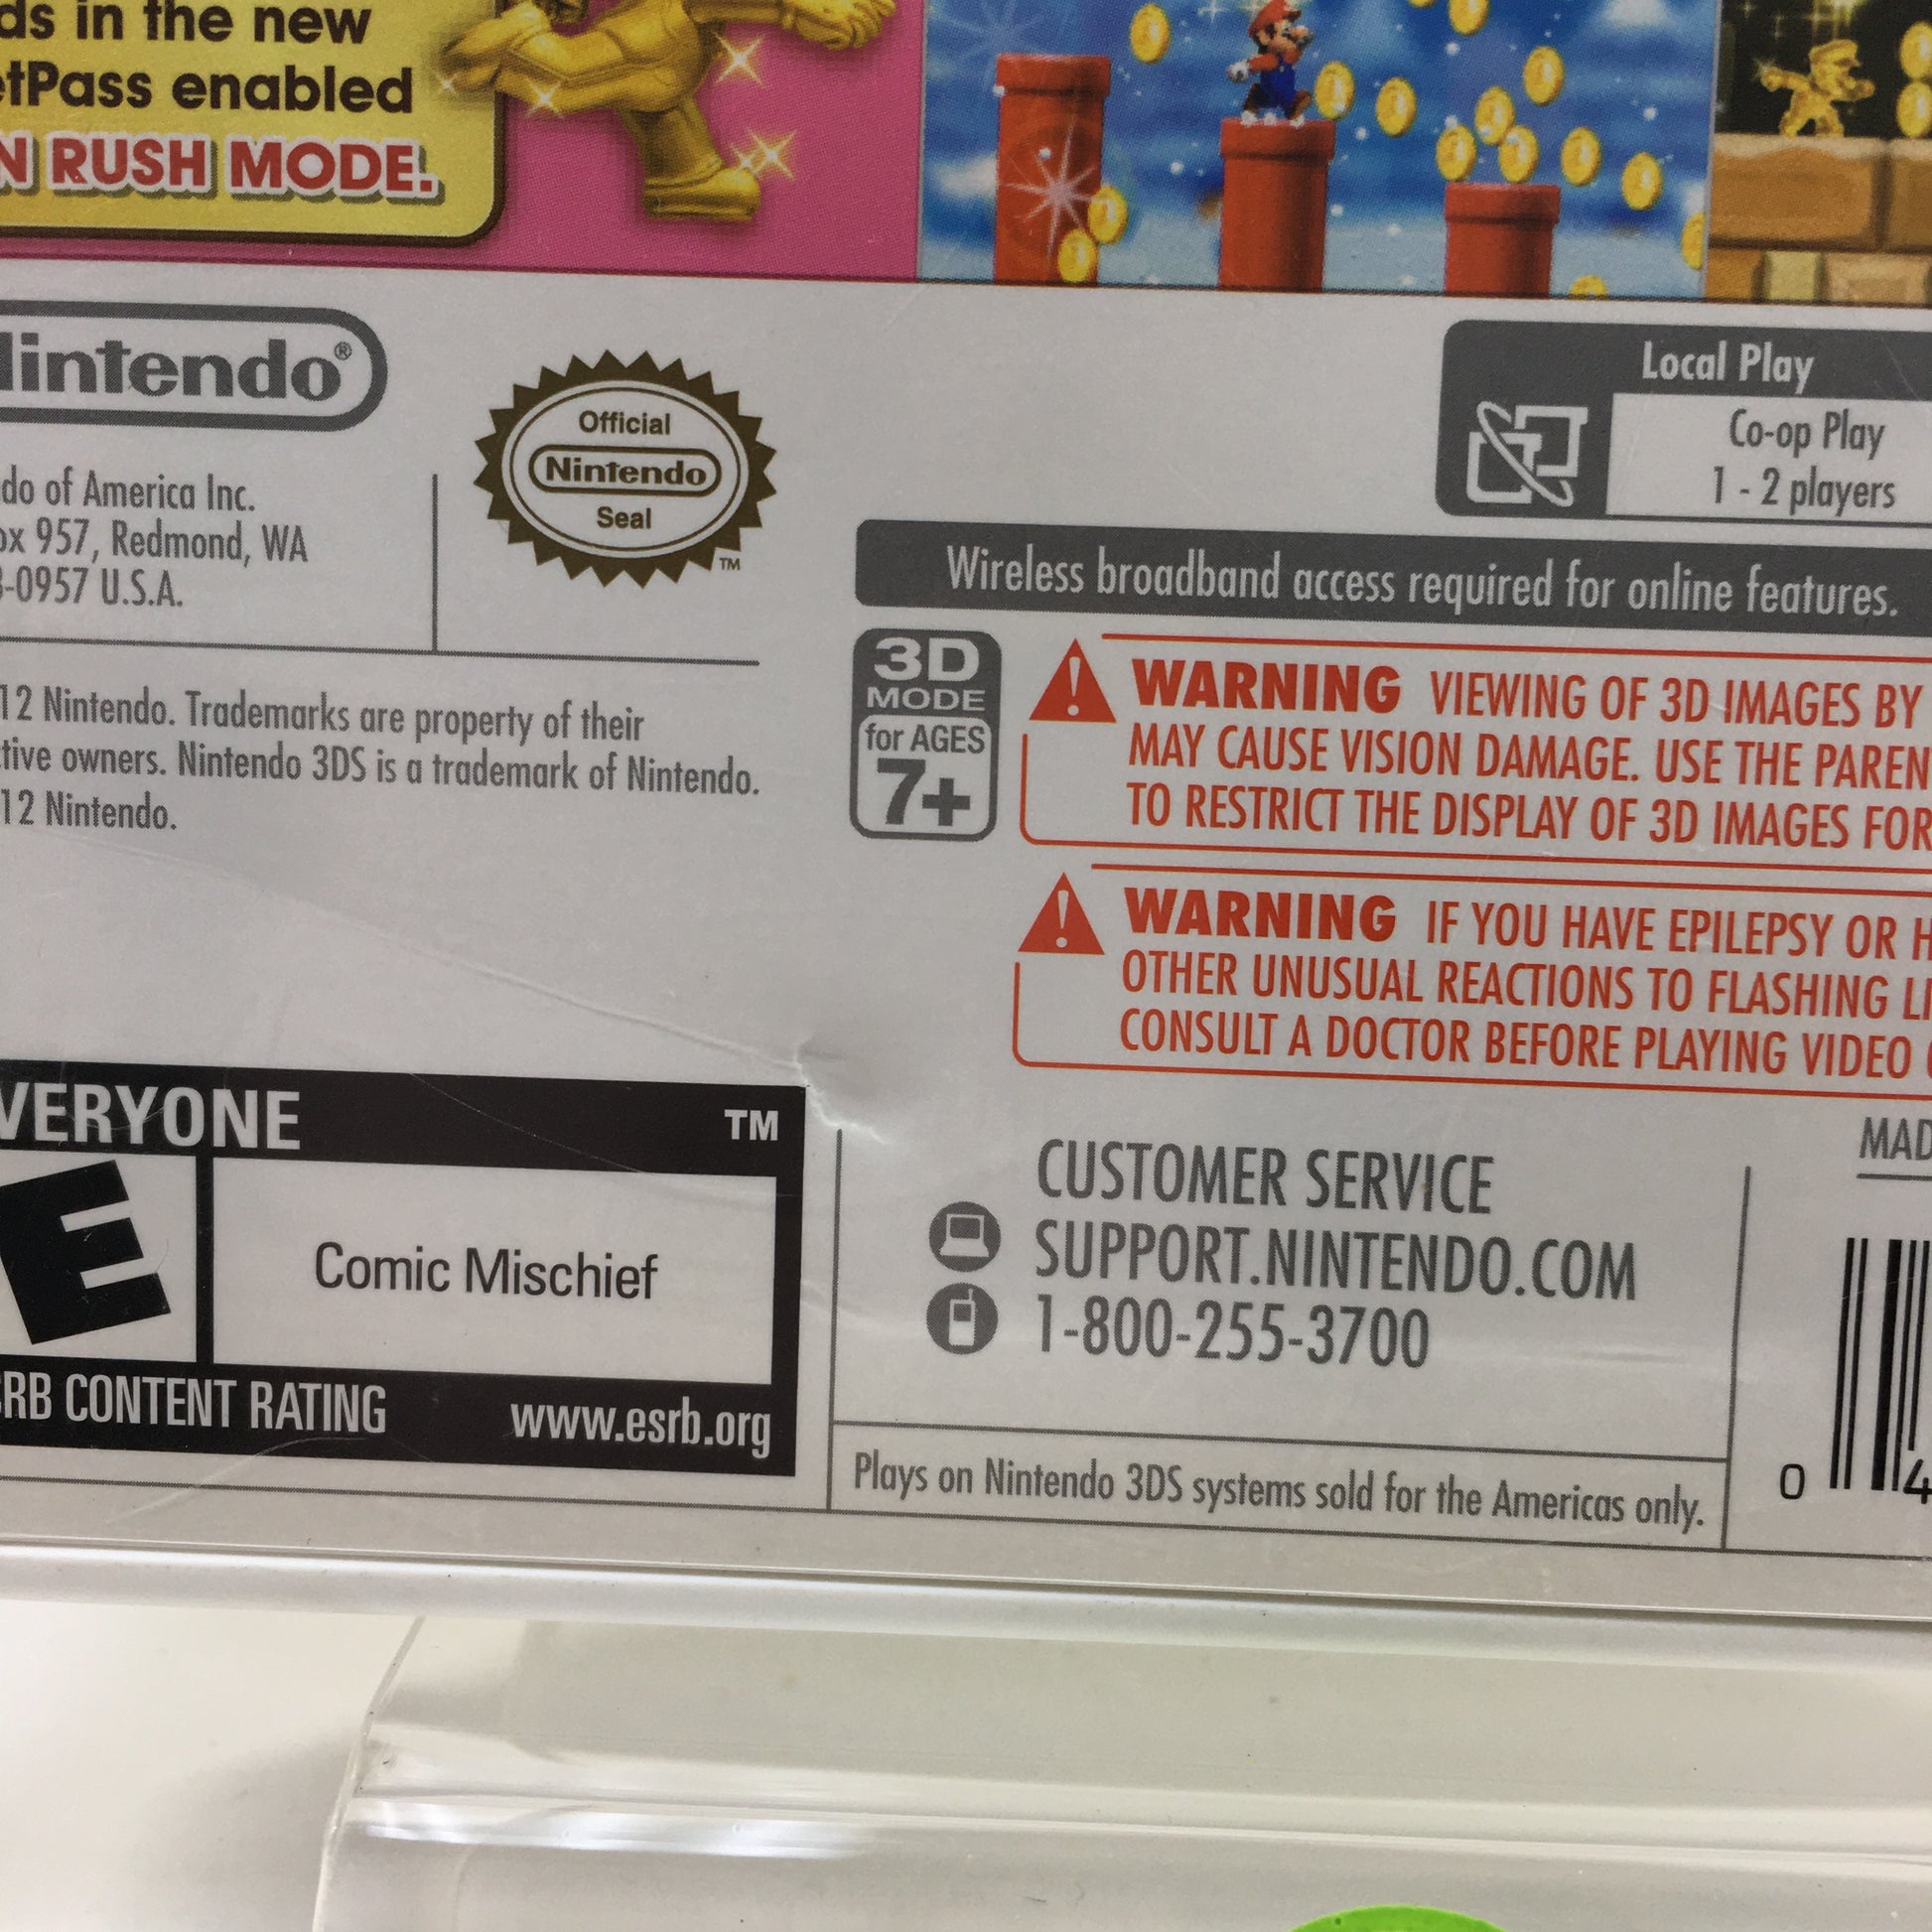 ds in the new
etPass enabled
N RUSH MODE.
Nintendo®
do of America Inc.
ox 957, Redmond, WA
-0957 U.S.A.
Official
Nintendo
Seal
TM
12 Nintendo. Trademarks are property of their
tive owners. Nintendo 3DS is a trademark of Nintendo.
12 Nintendo.
Local Play
Co-op Play
1 - 2 players
Wireless broadband access required for online features.
3D
MODE
for AGES
7+
WARNING VIEWING OF 3D IMAGES BY
MAY CAUSE VISION DAMAGE. USE THE PAREN
TO RESTRICT THE DISPLAY OF 3D IMAGES FOR
WARNING IF YOU HAVE EPILEPSY OR H
OTHER UNUSUAL REACTIONS TO FLASHING LI
CONSULT A DOCTOR BEFORE PLAYING VIDEO
VERYONE TM
E
Comic Mischief
RB CONTENT RATING www.esrb.org
CUSTOMER SERVICE
SUPPORT.NINTENDO.COM
1-800-255-3700
Plays on Nintendo 3DS systems sold for the Americas only.
MAD
0 4